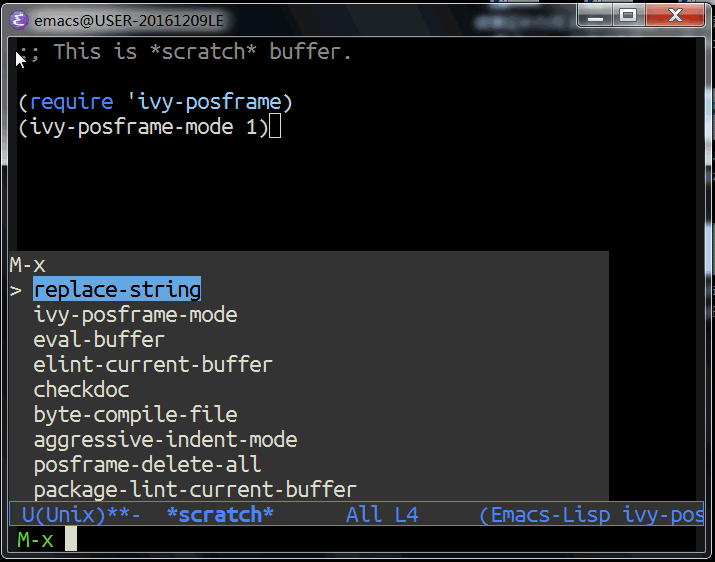 emacs@USER-20161209LE
;; This is *scratch* buffer.
(require 'ivy-posframe)
(ivy-posframe-mode 1)
M-x
> replace-string
ivy-posframe-mode
eval-buffer
elint-current-buffer
checkdoc
byte-compile-file
aggressive-indent-mode
posframe-delete-all
package-lint-current-buffer
U(Unix)**-  *scratch*      All L4     (Emacs-Lisp ivy-pos
M-x